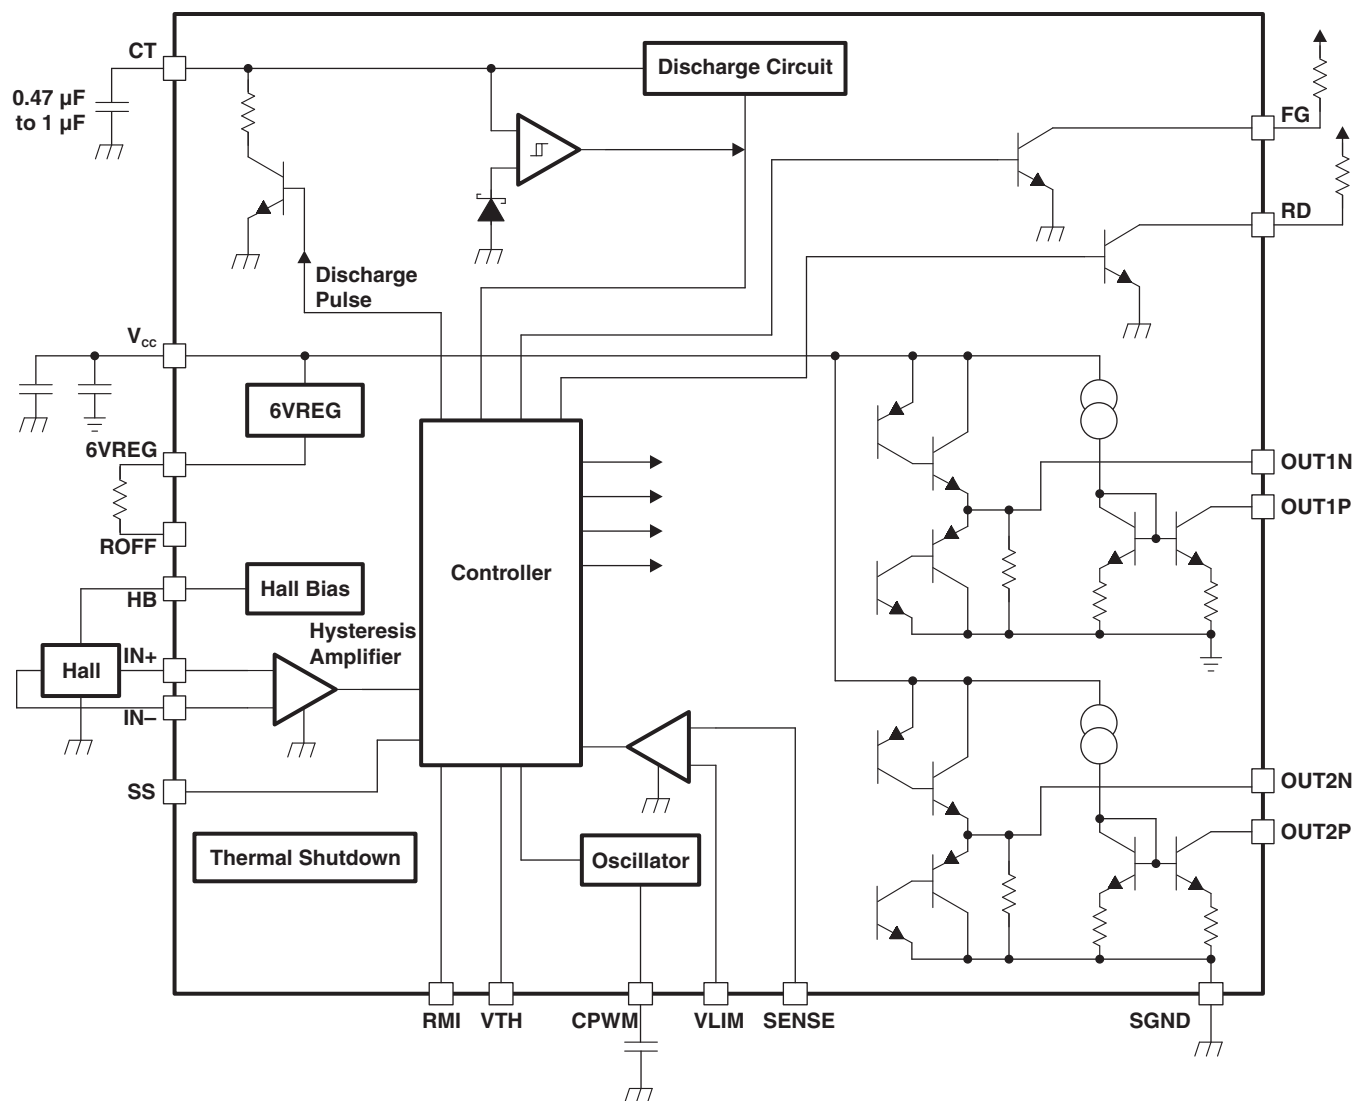 CT
Discharge Circuit
0.47 µF
to 1 µF
FG
RD
Discharge
Pulse
VCC
6VREG
6VREG
OUT1N
OUT1P
ROFF
Controller
HB
Hall Bias
Hysteresis
Amplifier
IN+
Hall
IN–
SS
OUT2N
OUT2P
Thermal Shutdown
Oscillator
RMI
VTH
CPWM
VLIM
SENSE
SGND